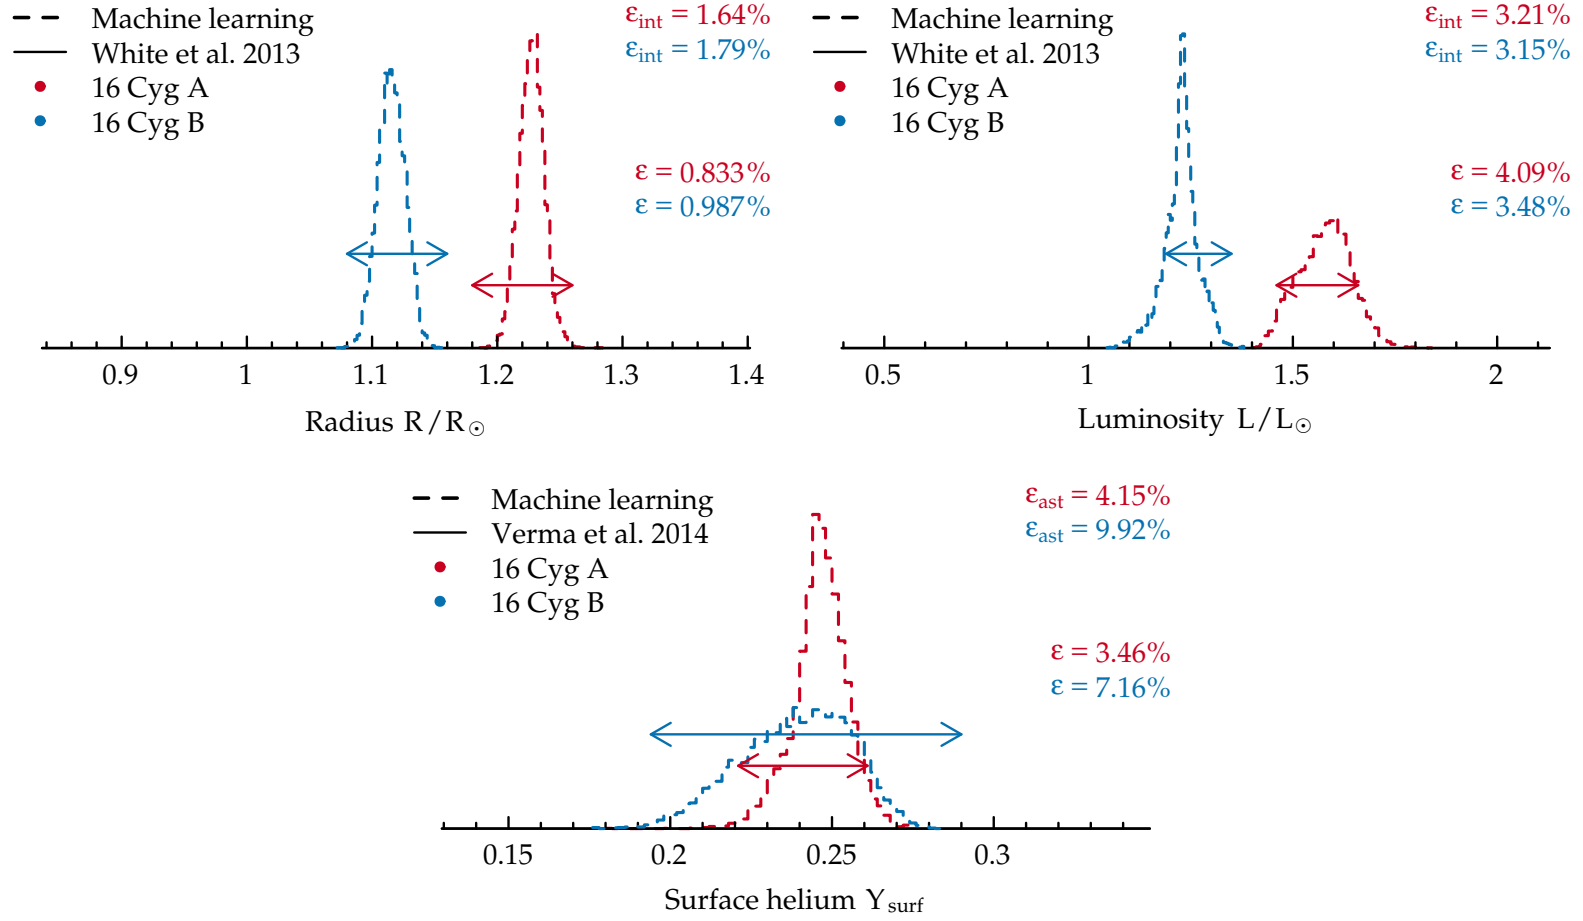 Machine learning
White et al. 2013
16 Cyg A
16 Cyg B
εint = 1.64%
εint = 1.79%
ε = 0.833%
ε = 0.987%
0.9 1 1.1 1.2 1.3 1.4
Radius R/R☉
Machine learning
White et al. 2013
16 Cyg A
16 Cyg B
εint = 3.21%
εint = 3.15%
ε = 4.09%
ε = 3.48%
0.5 1 1.5 2
Luminosity L/L☉
Machine learning
Verma et al. 2014
16 Cyg A
16 Cyg B
εast = 4.15%
εast = 9.92%
ε = 3.46%
ε = 7.16%
0.15 0.2 0.25 0.3
Surface helium Ysurf